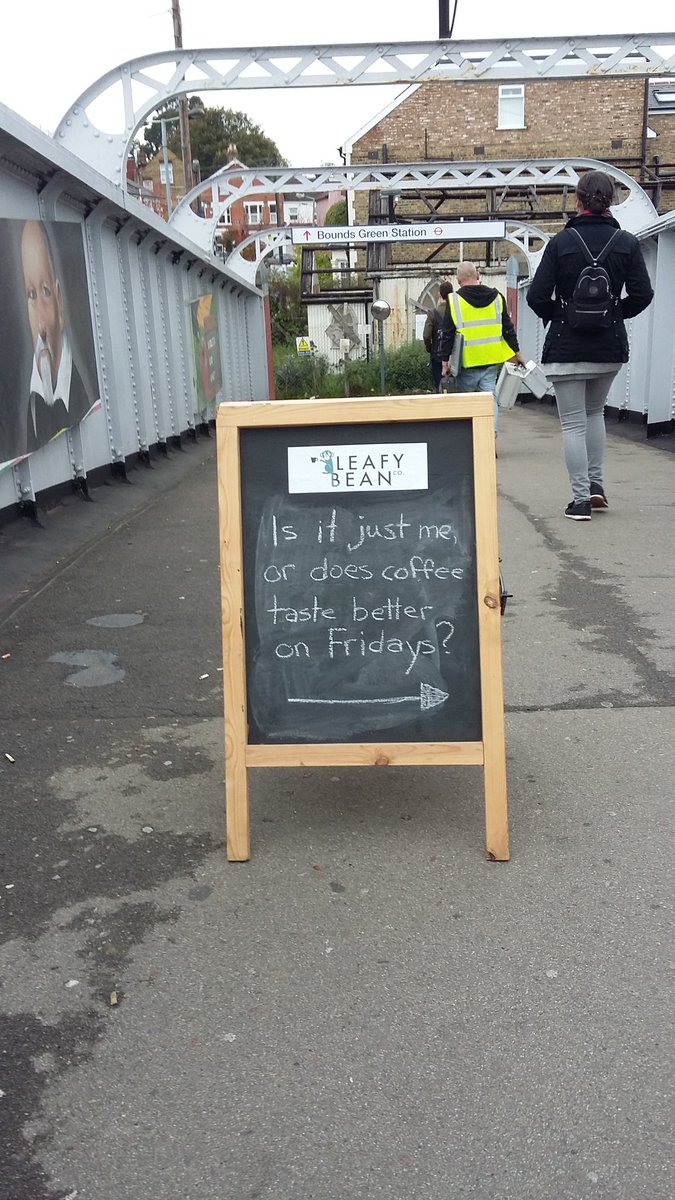 ↑ Bounds Green Station
LEAFY
BEAN CO.
Is it just me,
or does coffee
taste better
on Fridays?